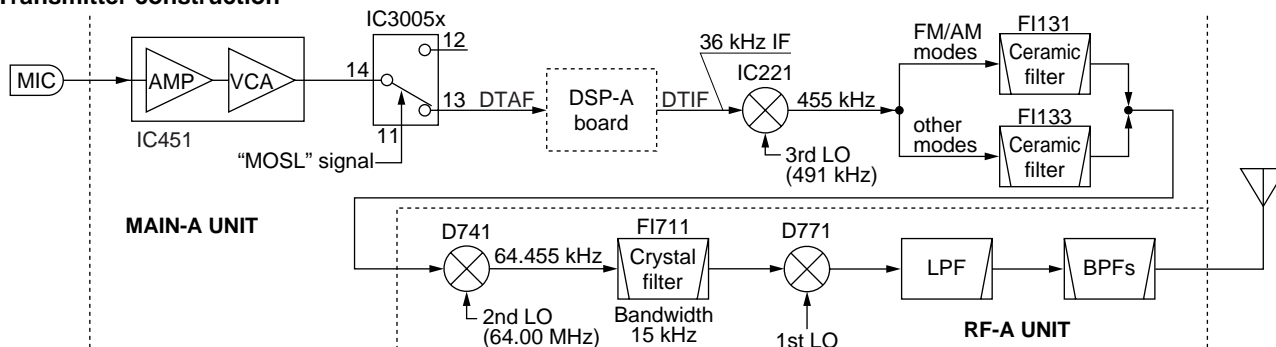 Transmitter construction
MIC
AMP
VCA
IC451
IC3005x
12
14
13
11
"MOSL" signal
DTAF
DSP-A
board
DTIF
36 kHz IF
IC221
455 kHz
3rd LO
(491 kHz)
FM/AM
modes
FI131
Ceramic
filter
other
modes
FI133
Ceramic
filter
MAIN-A UNIT
D741
64.455 kHz
2nd LO
(64.00 MHz)
FI711
Crystal
filter
Bandwidth
15 kHz
D771
1st LO
LPF
BPFs
RF-A UNIT